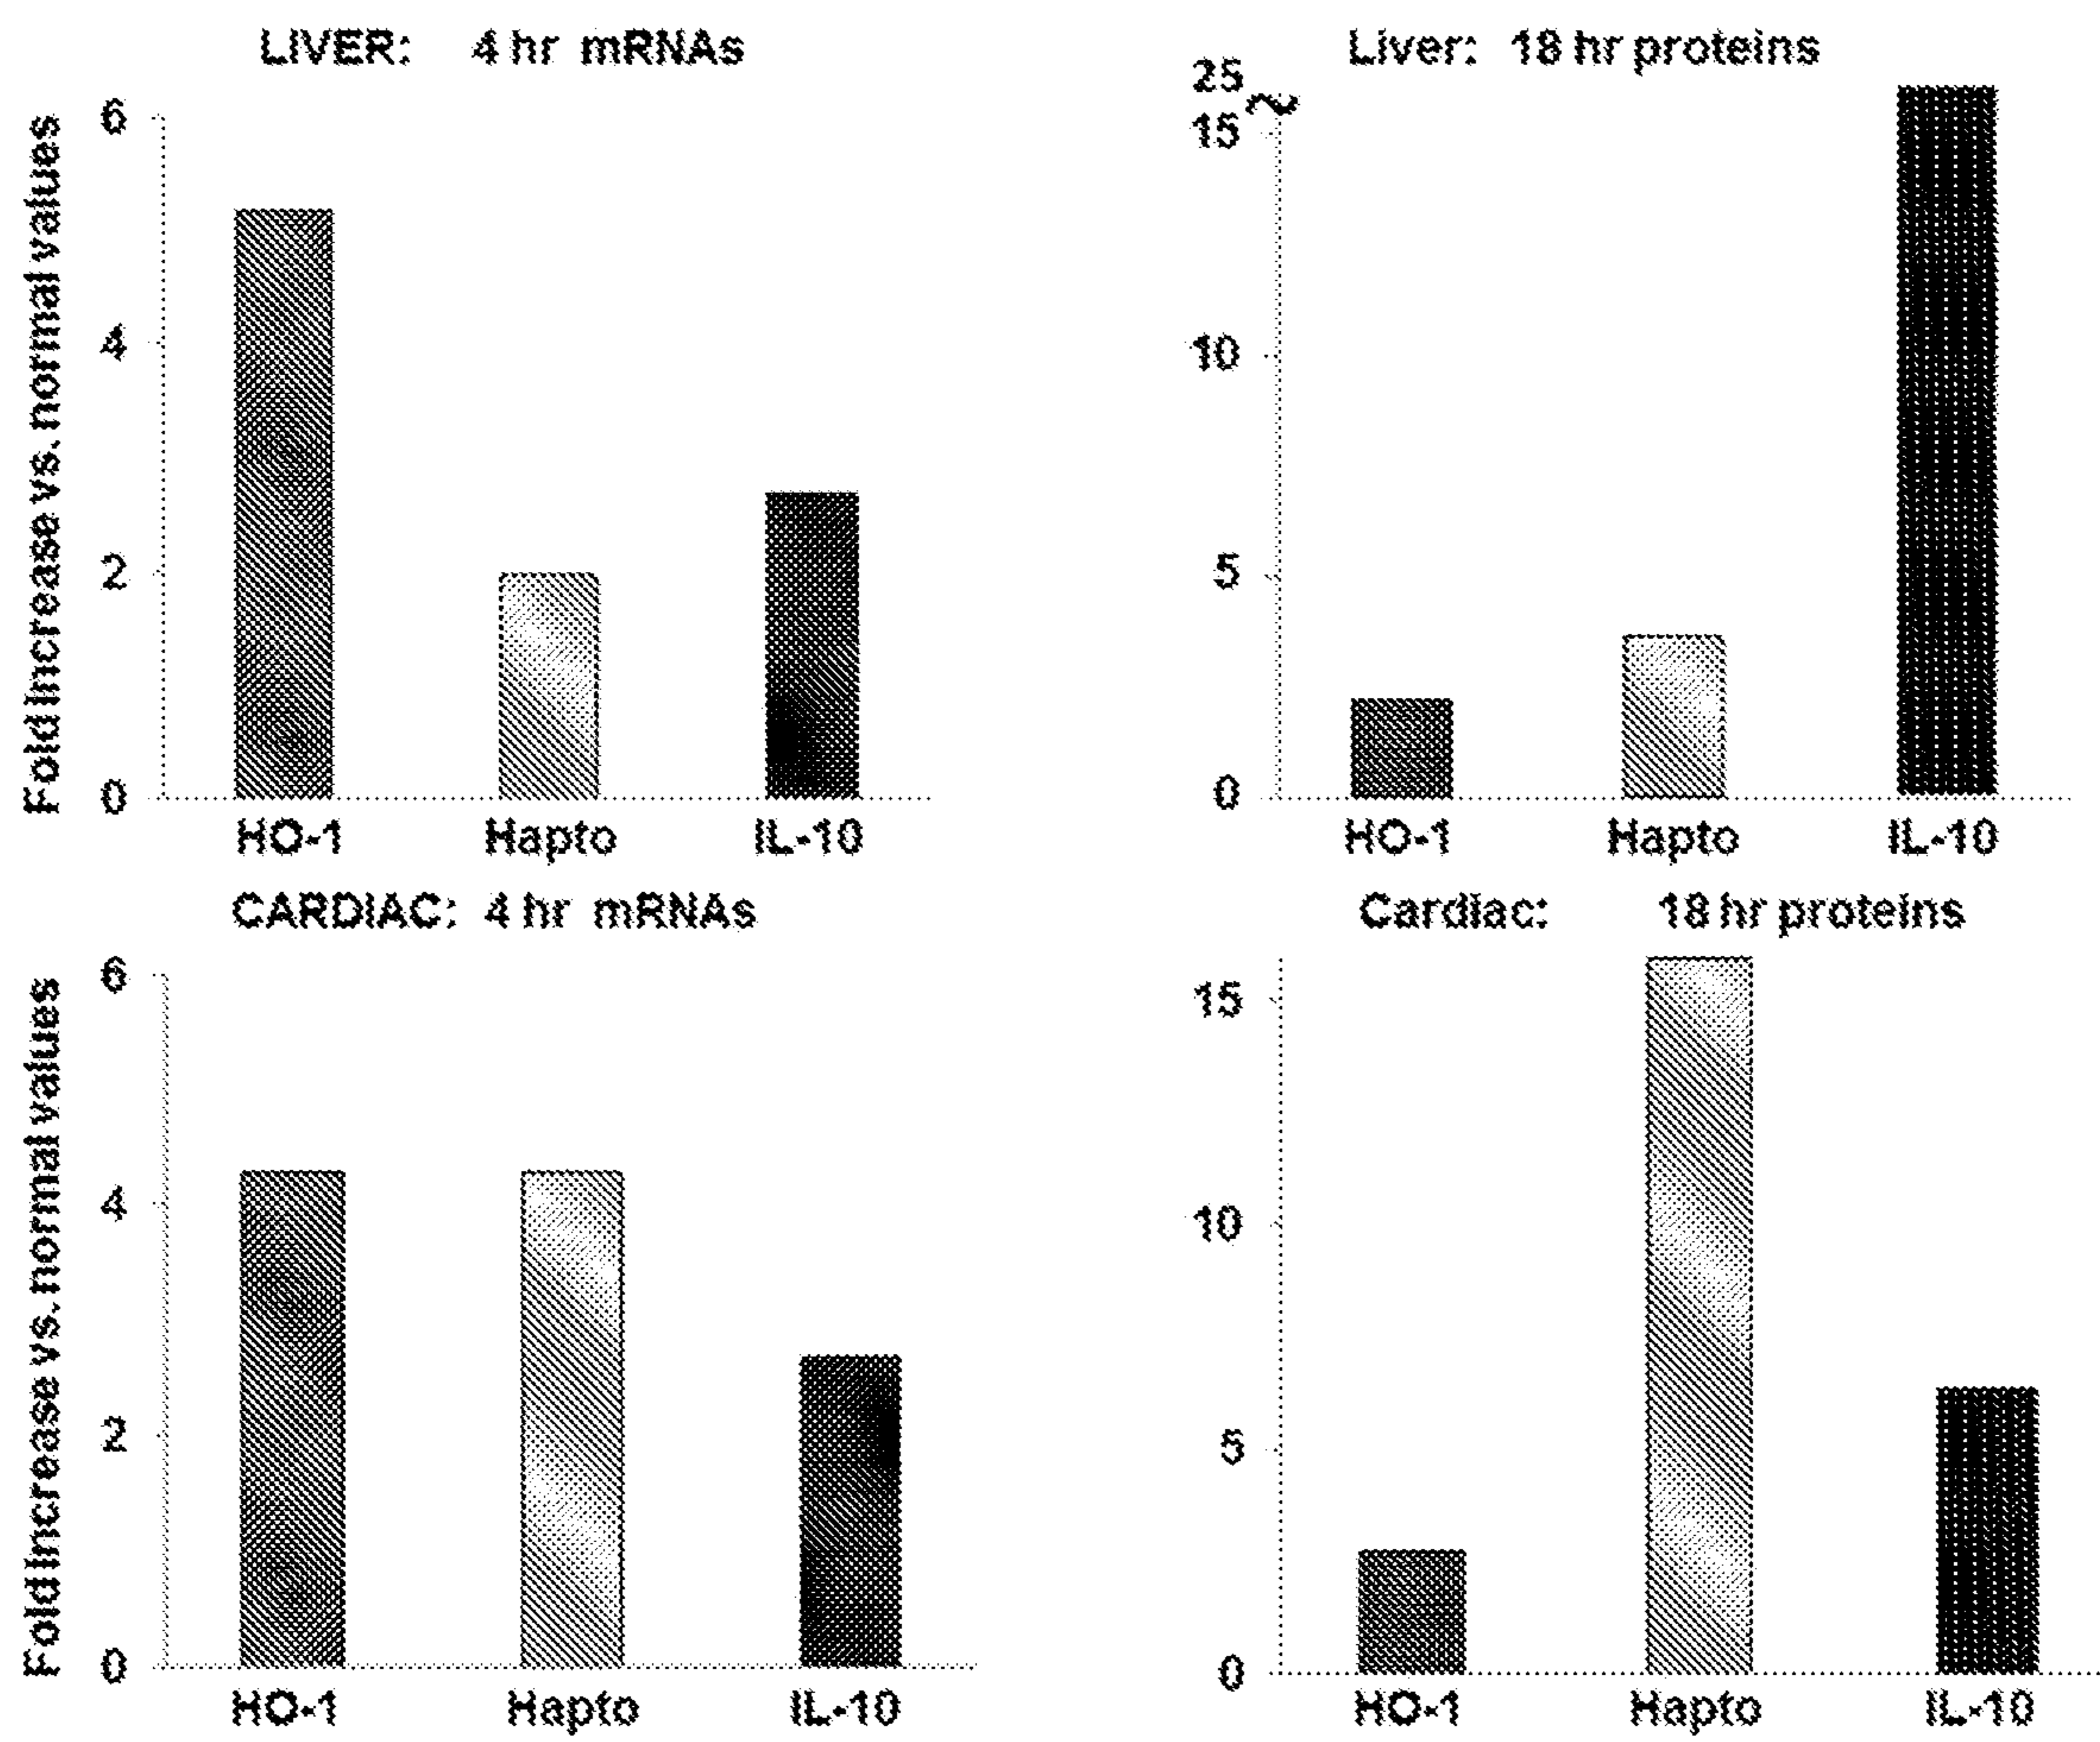 LIVER: 4 hr mRNAs
Fold increase vs. normal values
6
4
2
0
HO-1 Hapto IL-10
Liver: 18 hr proteins
25
~
15
10
5
0
HO-1 Hapto IL-10
CARDIAC: 4 hr mRNAs
Fold increase vs. normal values
6
4
2
0
HO-1 Hapto IL-10
Cardiac: 18 hr proteins
15
10
5
0
HO-1 Hapto IL-10